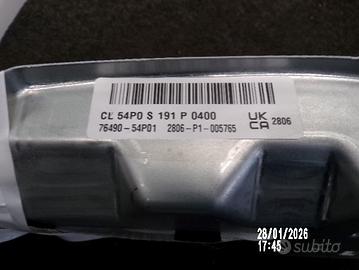 CL 54P0 S 191 P 0400
76490-54P01 2806-P1-005765
UK
CA 2806
28/01/2026
17:45
subito